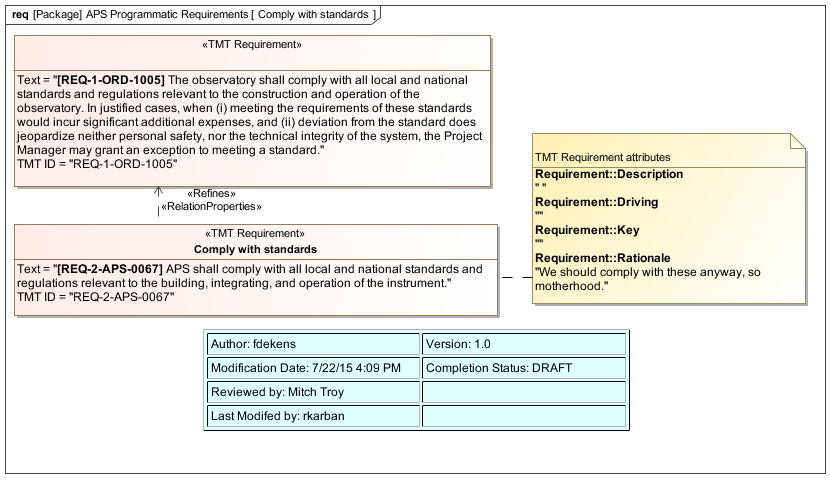 req [Package] APS Programmatic Requirements [ Comply with standards ]
«TMT Requirement»
Text = "[REQ-1-ORD-1005] The observatory shall comply with all local and national
standards and regulations relevant to the construction and operation of the
observatory. In justified cases, when (i) meeting the requirements of these standards
would incur significant additional expenses, and (ii) deviation from the standard does
jeopardize neither personal safety, nor the technical integrity of the system, the Project
Manager may grant an exception to meeting a standard."
TMT ID = "REQ-1-ORD-1005"
«Refines»
«RelationProperties»
«TMT Requirement»
Comply with standards
Text = "[REQ-2-APS-0067] APS shall comply with all local and national standards and
regulations relevant to the building, integrating, and operation of the instrument."
TMT ID = "REQ-2-APS-0067"
TMT Requirement attributes
Requirement::Description
" "
Requirement::Driving
""
Requirement::Key
""
Requirement::Rationale
"We should comply with these anyway, so
motherhood."
Author: fdekens
Version: 1.0
Modification Date: 7/22/15 4:09 PM
Completion Status: DRAFT
Reviewed by: Mitch Troy
Last Modifed by: rkarban